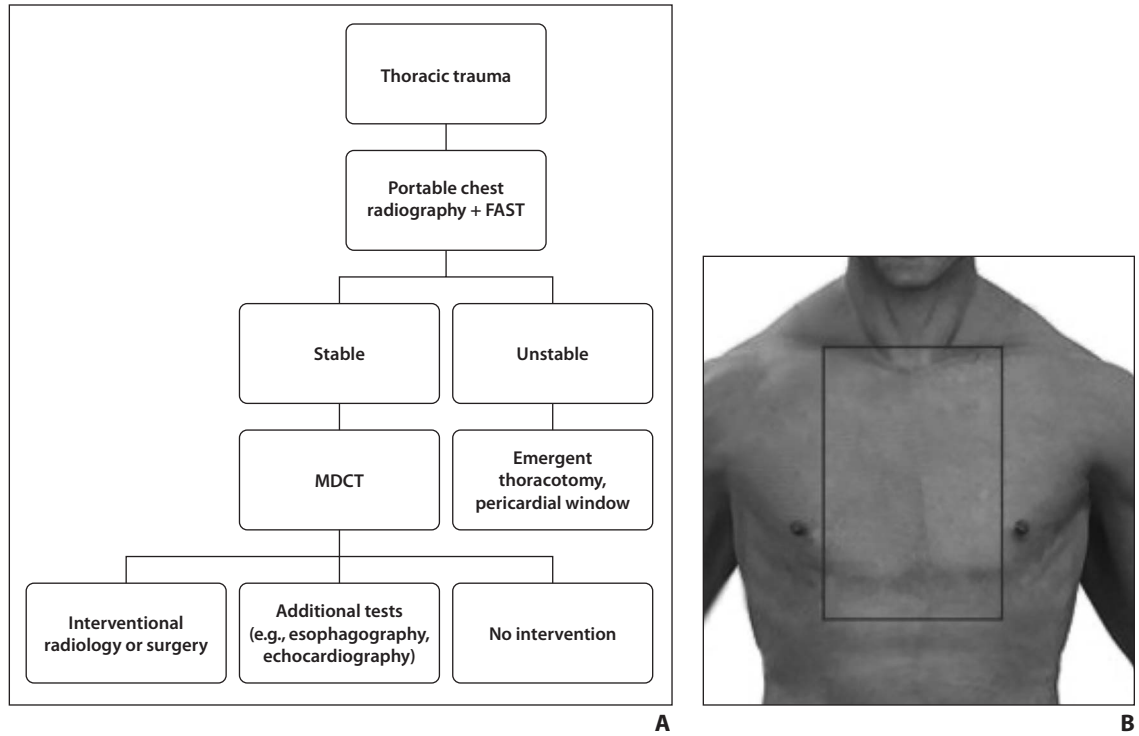 Thoracic trauma
Portable chest
radiography + FAST
Stable
Unstable
MDCT
Emergent
thoracotomy,
pericardial window
Interventional
radiology or surgery
Additional tests
(e.g., esophagography,
echocardiography)
No intervention
A
B